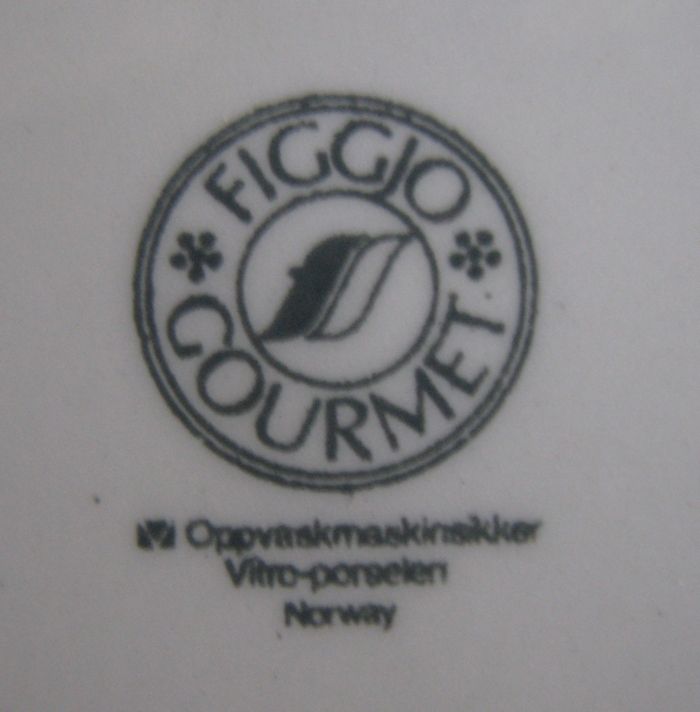 FIGGJO
GOURMET
Oppvaskmaskinsikker
Vitro-porselen
Norway